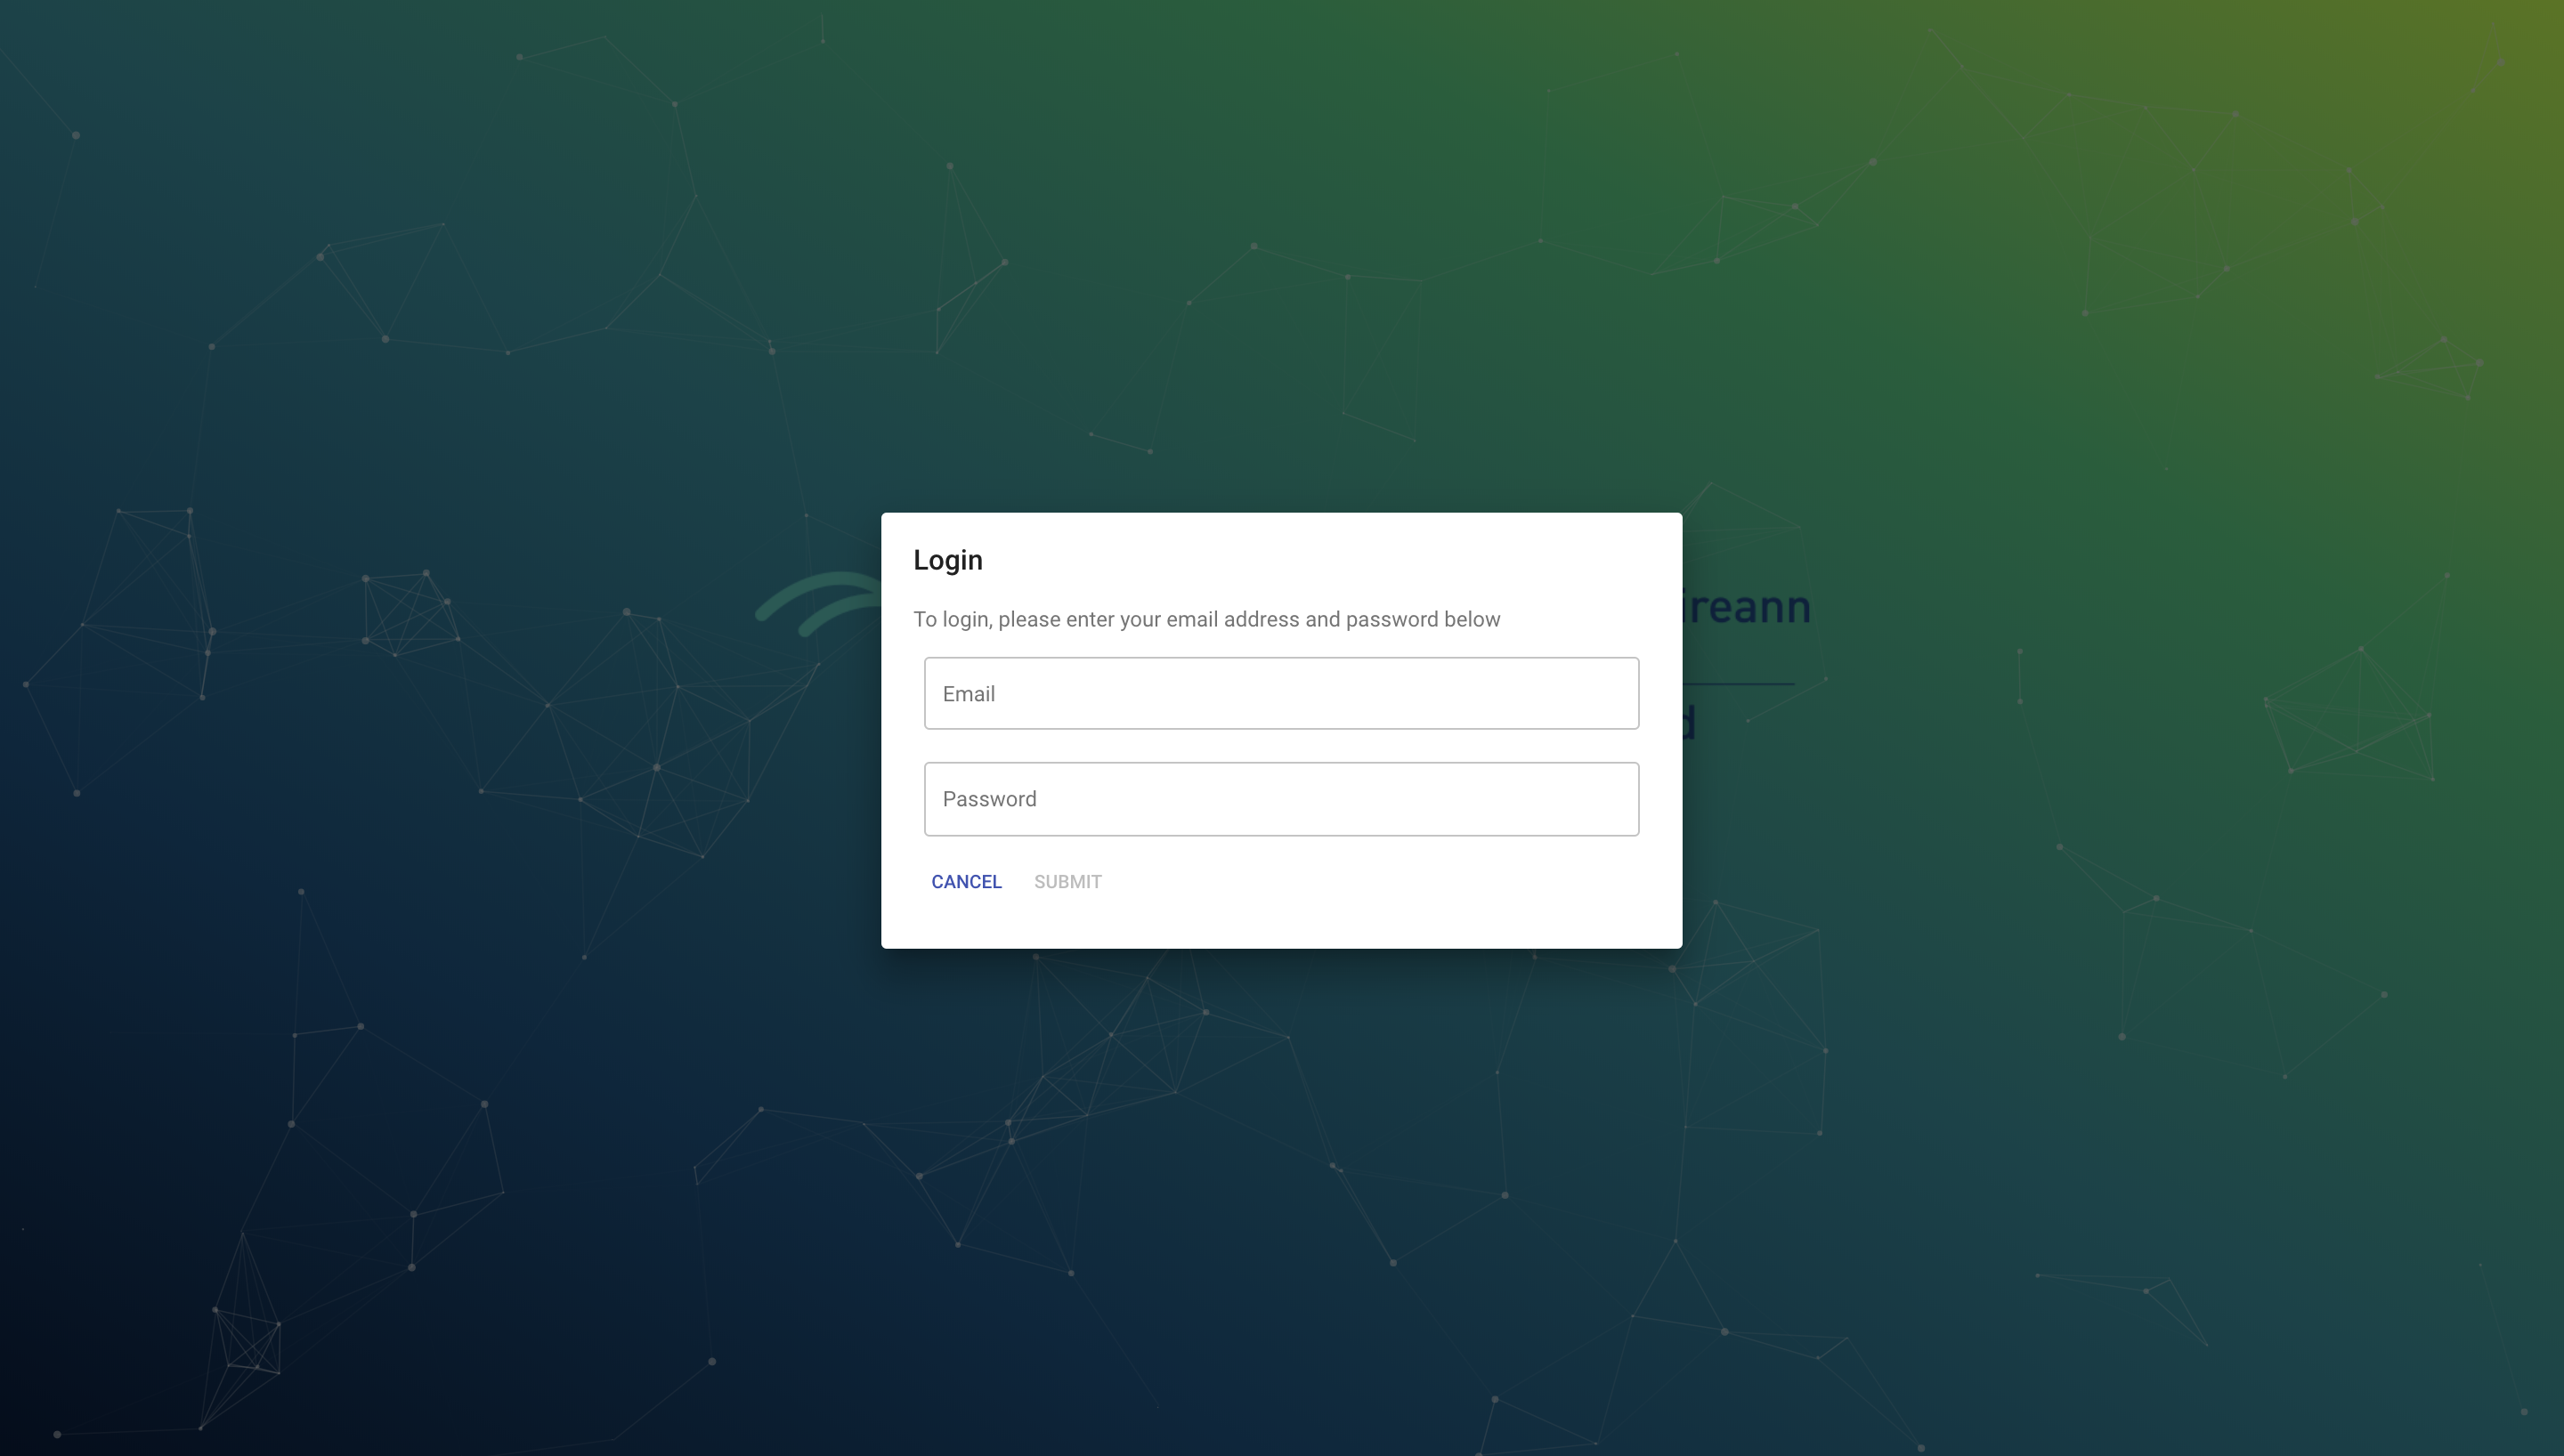 Login
To login, please enter your email address and password below
Email
Password
CANCEL SUBMIT
ireann
d